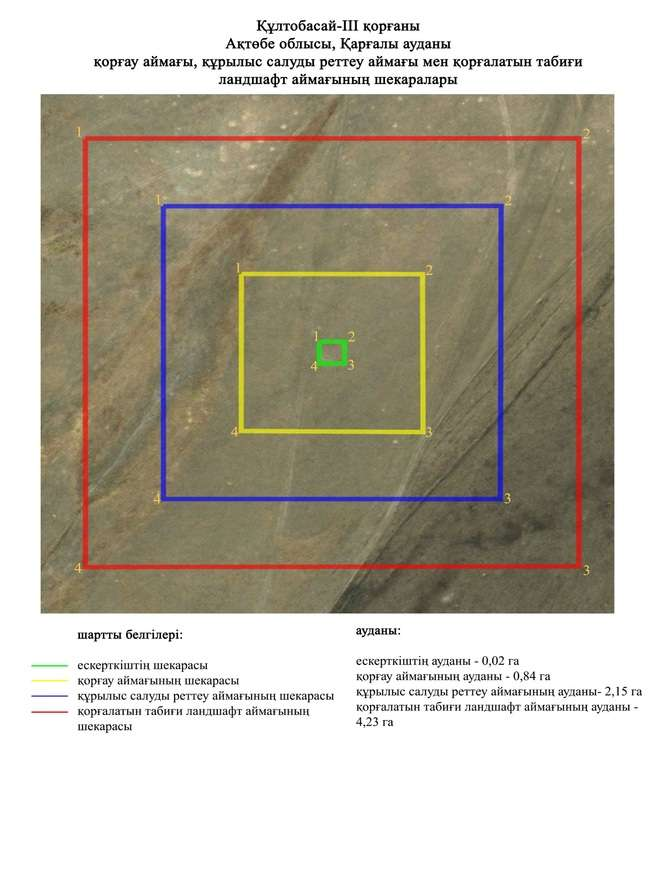 Құлтобасай-III қорғаны
Ақтөбе облысы, Қарғалы ауданы
қорғау аймағы, құрылыс салуды реттеу аймағы мен қорғалатын табиғи
ландшафт аймағының шекаралары
1 2
1 2
1 2
1 2
4 3
4 3
4 3
4 3
шартты белгілері:
ескерткіштің шекарасы
қорғау аймағының шекарасы
құрылыс салуды реттеу аймағының шекарасы
қорғалатын табиғи ландшафт аймағының
шекарасы
ауданы:
ескерткіштің ауданы - 0,02 га
қорғау аймағының ауданы - 0,84 га
құрылыс салуды реттеу аймағының ауданы- 2,15 га
қорғалатын табиғи ландшафт аймағының ауданы -
4,23 га